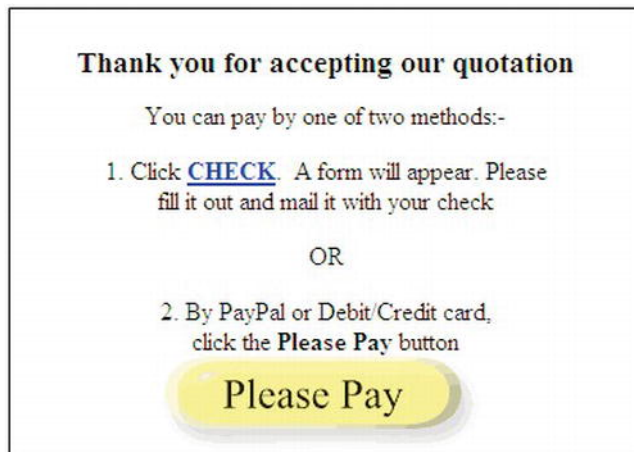 Thank you for accepting our quotation
You can pay by one of two methods:-
1. Click CHECK. A form will appear. Please
fill it out and mail it with your check
OR
2. By PayPal or Debit/Credit card,
click the Please Pay button
Please Pay